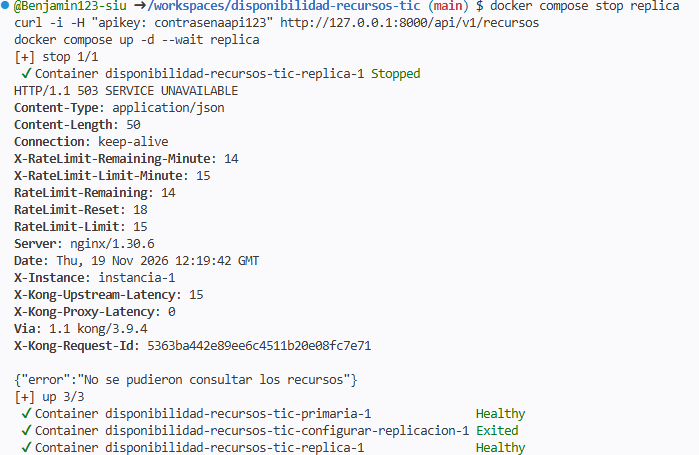 @Benjamin123-siu ➜ /workspaces/disponibilidad-recursos-tic (main) $ docker compose stop replica
curl -i -H "apikey: contrasenaapi123" http://127.0.0.1:8000/api/v1/recursos
docker compose up -d --wait replica
[+] stop 1/1
✓ Container disponibilidad-recursos-tic-replica-1 Stopped
HTTP/1.1 503 SERVICE UNAVAILABLE
Content-Type: application/json
Content-Length: 50
Connection: keep-alive
X-RateLimit-Remaining-Minute: 14
X-RateLimit-Limit-Minute: 15
RateLimit-Remaining: 14
RateLimit-Reset: 18
RateLimit-Limit: 15
Server: nginx/1.30.6
Date: Thu, 19 Nov 2026 12:19:42 GMT
X-Instance: instancia-1
X-Kong-Upstream-Latency: 15
X-Kong-Proxy-Latency: 0
Via: 1.1 kong/3.9.4
X-Kong-Request-Id: 5363ba442e89ee6c4511b20e08fc7e71
{"error":"No se pudieron consultar los recursos"}
[+] up 3/3
✓ Container disponibilidad-recursos-tic-primaria-1 Healthy
✓ Container disponibilidad-recursos-tic-configurar-replicacion-1 Exited
✓ Container disponibilidad-recursos-tic-replica-1 Healthy